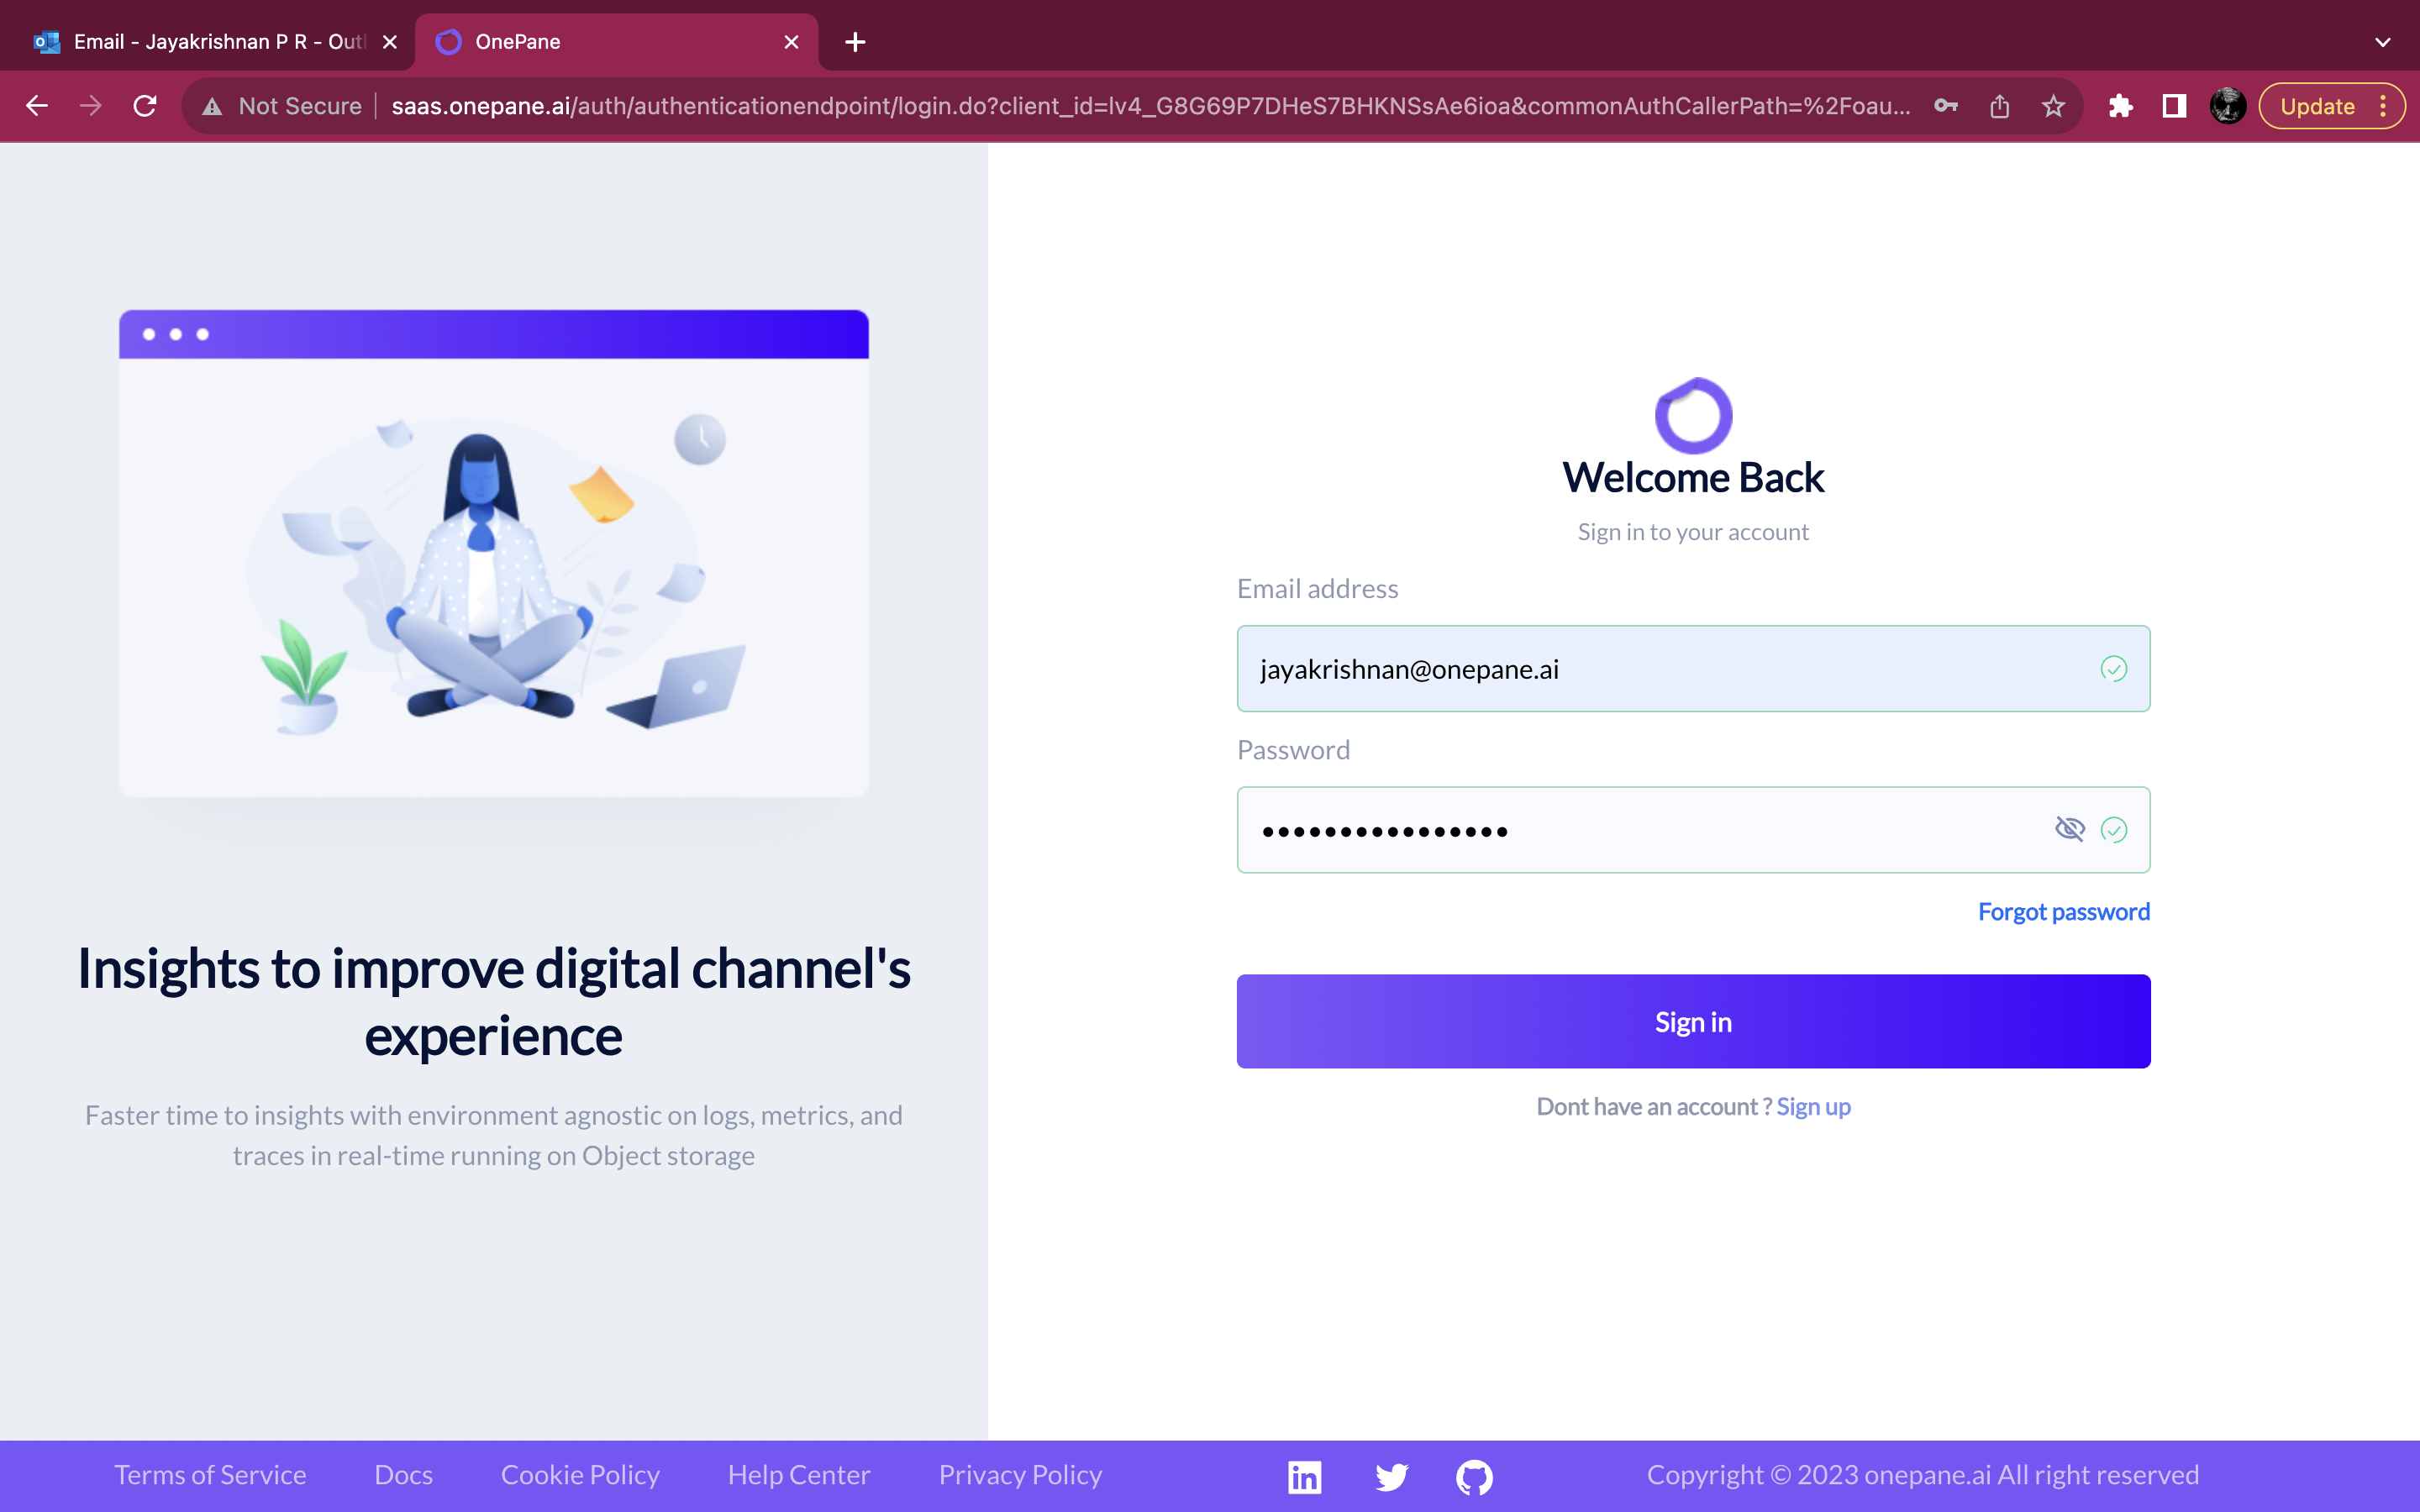 Email - Jayakrishnan P R - Out
OnePane
Not Secure
saas.onepane.ai/auth/authenticationendpoint/login.do?client_id=lv4_G8G69P7DHeS7BHKNSsAe6ioa&commonAuthCallerPath=%2Foau...
Update
Insights to improve digital channel's
experience
Faster time to insights with environment agnostic on logs, metrics, and
traces in real-time running on Object storage
Welcome Back
Sign in to your account
Email address
jayakrishnan@onepane.ai
Password
••••••••••••••••
Forgot password
Sign in
Dont have an account ? Sign up
Terms of Service
Docs
Cookie Policy
Help Center
Privacy Policy
Copyright © 2023 onepane.ai All right reserved